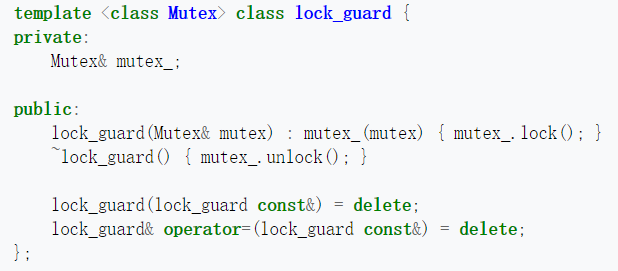 template <class Mutex> class lock_guard {
private:
    Mutex& mutex_;

public:
    lock_guard(Mutex& mutex) : mutex_(mutex) { mutex_.lock(); }
    ~lock_guard() { mutex_.unlock(); }

    lock_guard(lock_guard const&) = delete;
    lock_guard& operator=(lock_guard const&) = delete;
};